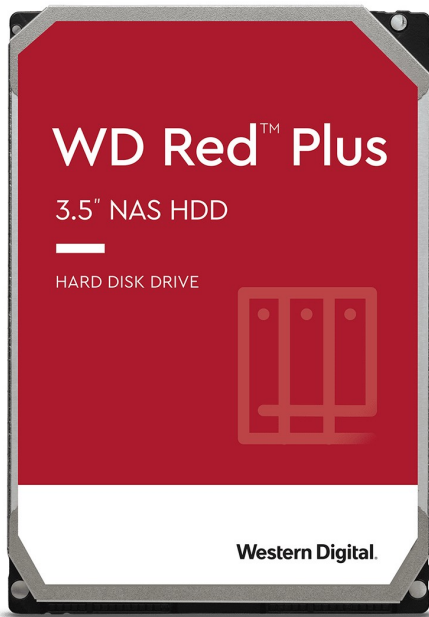 WD Red™ Plus
3.5" NAS HDD
HARD DISK DRIVE
Western Digital.